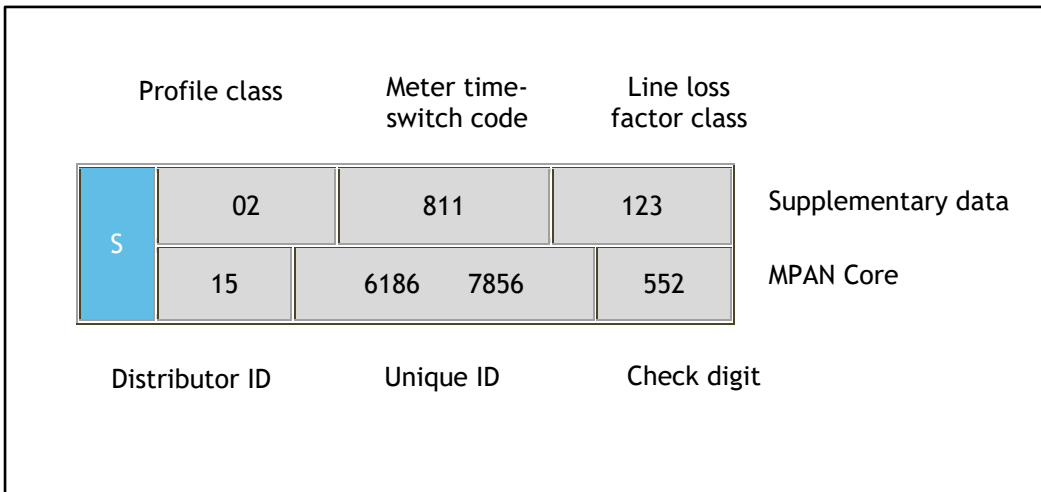 Profile class Meter time- Line loss
switch code factor class
S 02 811 123 Supplementary data
15 6186 7856 552 MPAN Core
Distributor ID Unique ID Check digit